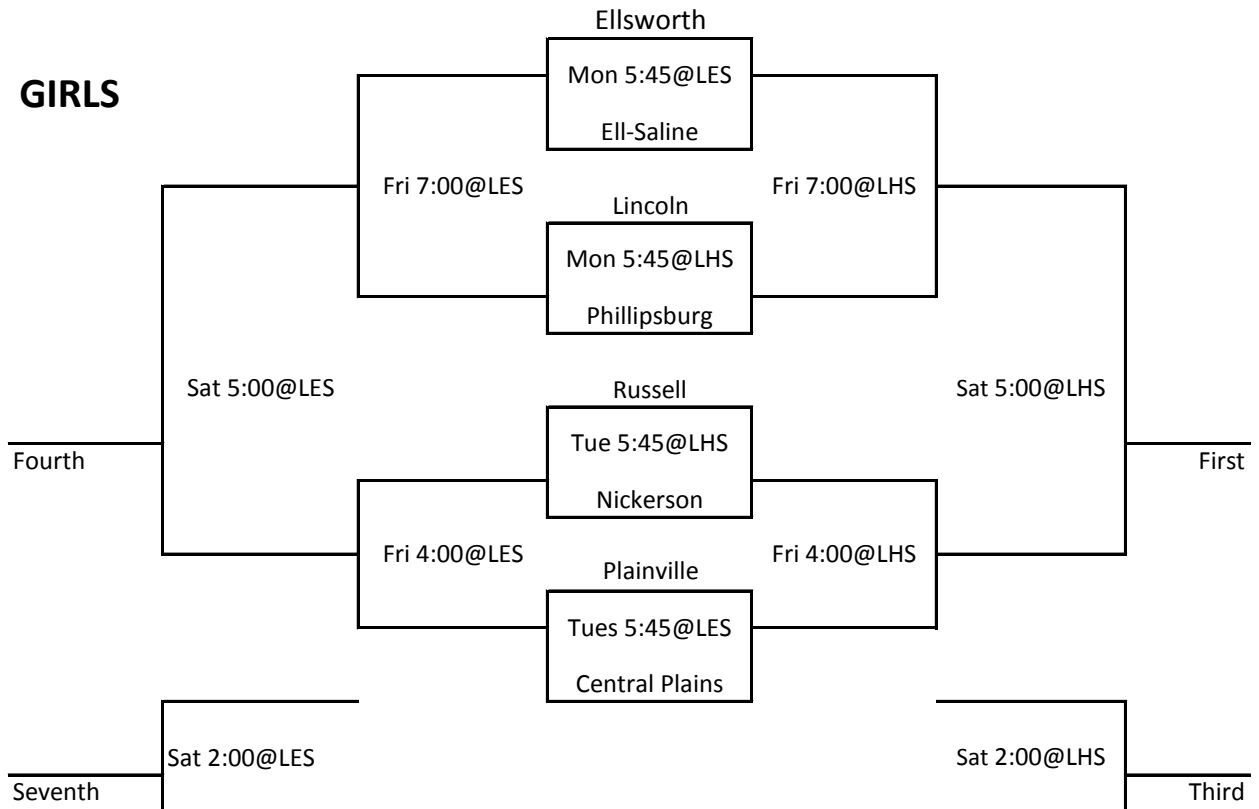 Ellsworth
GIRLS
Mon 5:45@LES
Ell-Saline
Fri 7:00@LES
Fri 7:00@LHS
Lincoln
Mon 5:45@LHS
Phillipsburg
Sat 5:00@LES
Russell
Sat 5:00@LHS
Tue 5:45@LHS
Fourth
First
Nickerson
Fri 4:00@LES
Fri 4:00@LHS
Plainville
Tues 5:45@LES
Central Plains
Sat 2:00@LES
Sat 2:00@LHS
Seventh
Third